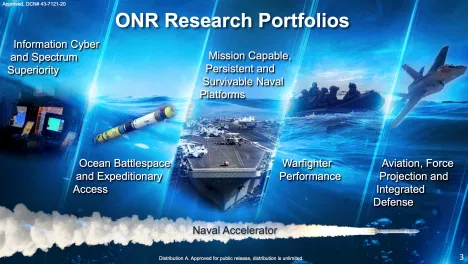 Approved, DCN# 43-7121-20
ONR Research Portfolios
Information Cyber
and Spectrum
Superiority
Mission Capable,
Persistent and
Survivable Naval
Platforms
Ocean Battlespace
and Expeditionary
Access
Warfighter
Performance
Aviation, Force
Projection and
Integrated
Defense
Naval Accelerator
Distribution A. Approved for public release, distribution is unlimited.
3